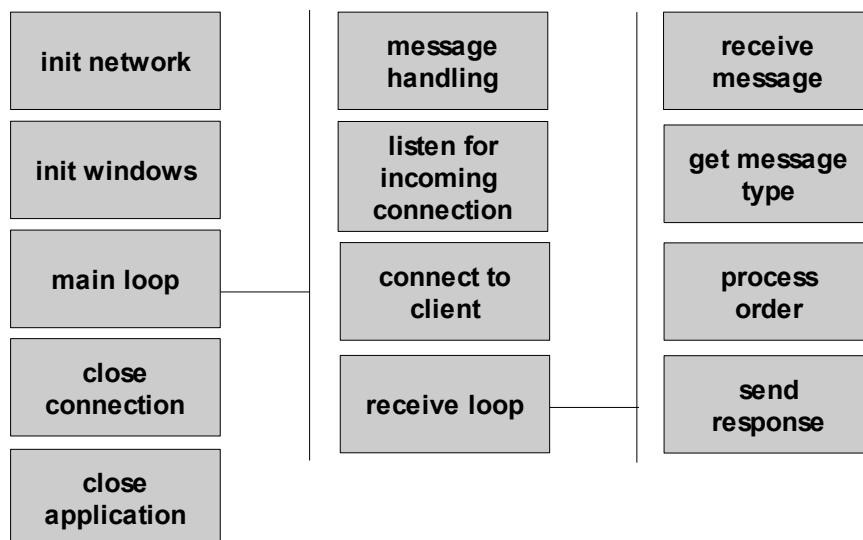 init network
init windows
main loop
close
connection
close
application
message
handling
listen for
incoming
connection
connect to
client
receive loop
receive
message
get message
type
process
order
send
response